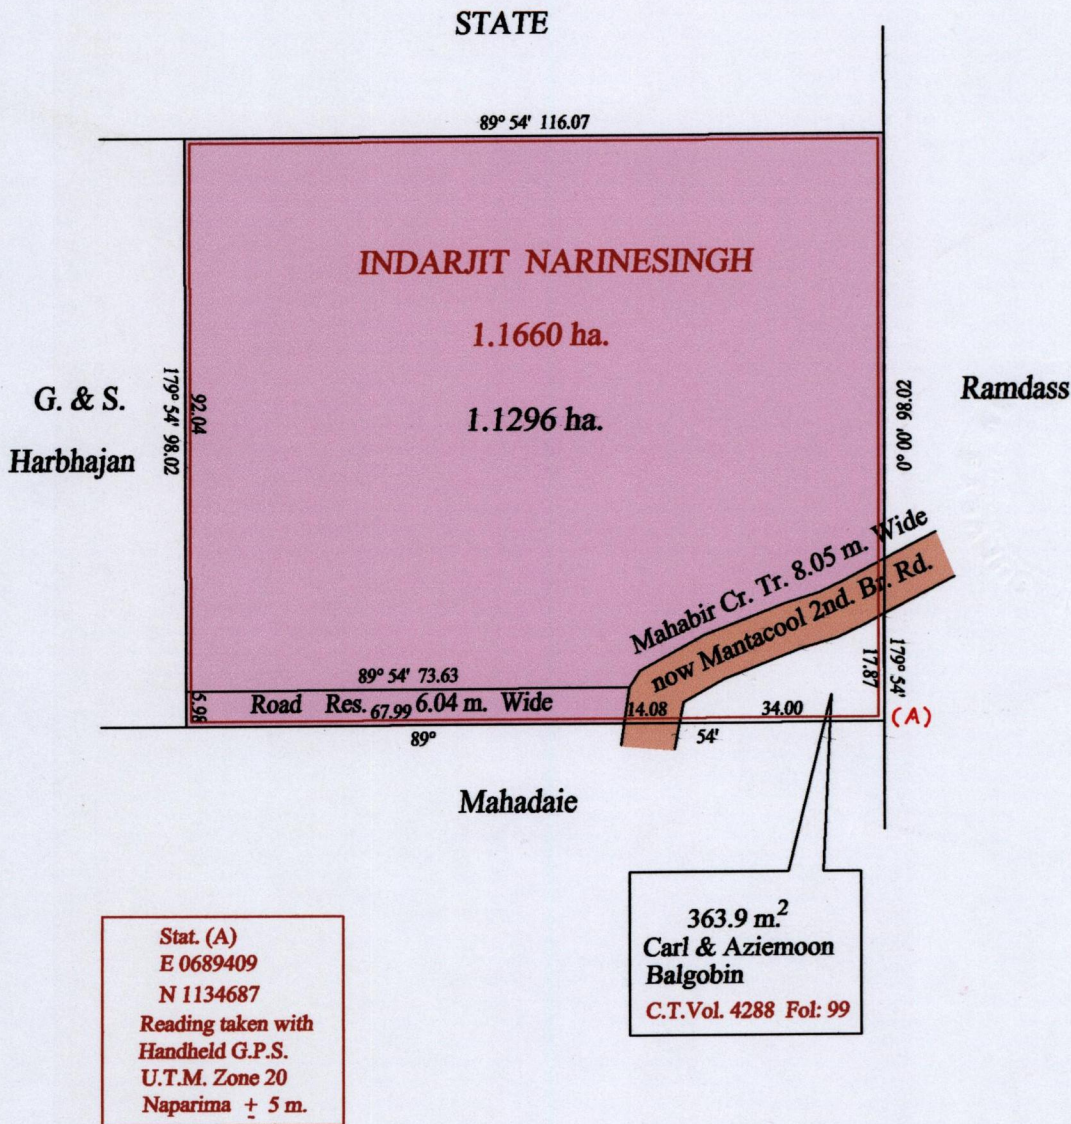 STATE
89° 54' 116.07
INDARJIT NARINESINGH
1.1660 ha.
1.1296 ha.
G. & S.
Harbhajan
179° 54' 98.02
92.04
0° 00' 98.02
Ramdass
Mahabir Cr. Tr. 8.05 m. Wide
now Mantacool 2nd. Br. Rd.
89° 54' 73.63
5.98
Road Res. 67.99 6.04 m. Wide
14.08
34.00
17.87
179° 54'
(A)
89°
54'
Mahadaie
363.9 m.²
Carl & Aziemoon
Balgobin
C.T.Vol. 4288 Fol: 99
Stat. (A)
E 0689409
N 1134687
Reading taken with
Handheld G.P.S.
U.T.M. Zone 20
Naparima ± 5 m.